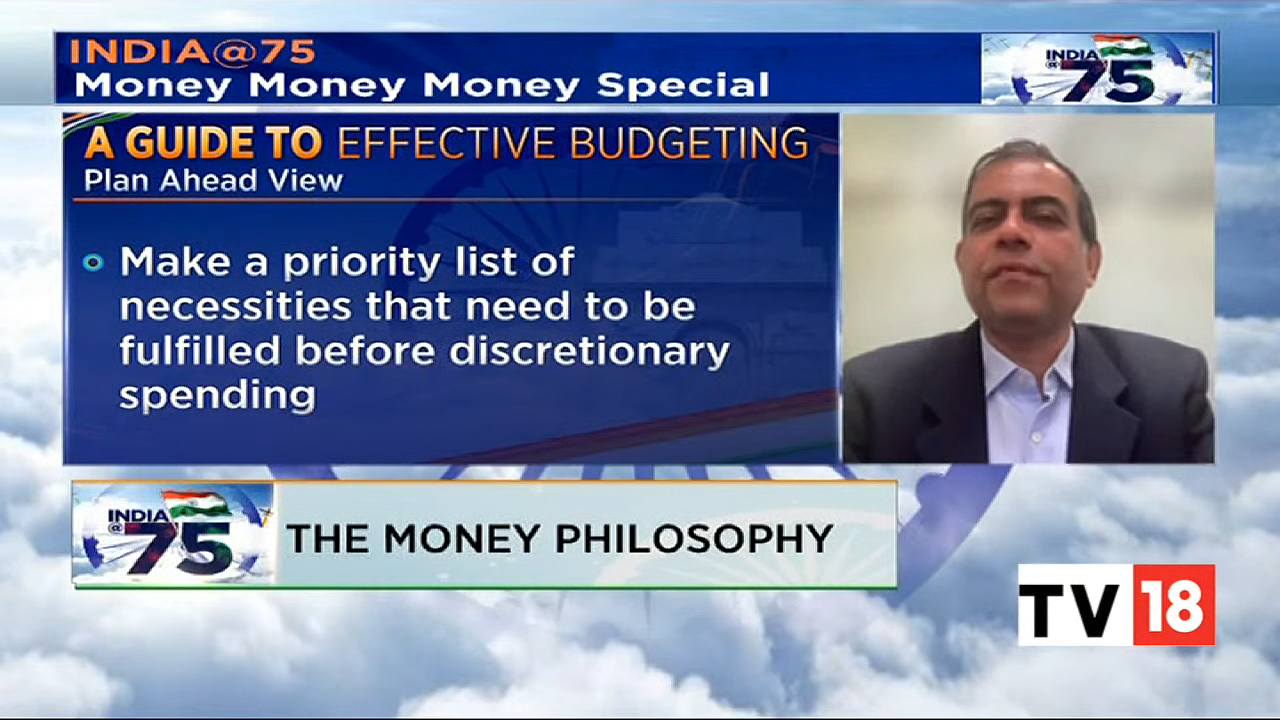 INDIA@75
Money Money Money Special
INDIA
@75
A GUIDE TO EFFECTIVE BUDGETING
Plan Ahead View
Make a priority list of
necessities that need to be
fulfilled before discretionary
spending
INDIA
@75
THE MONEY PHILOSOPHY
TV18